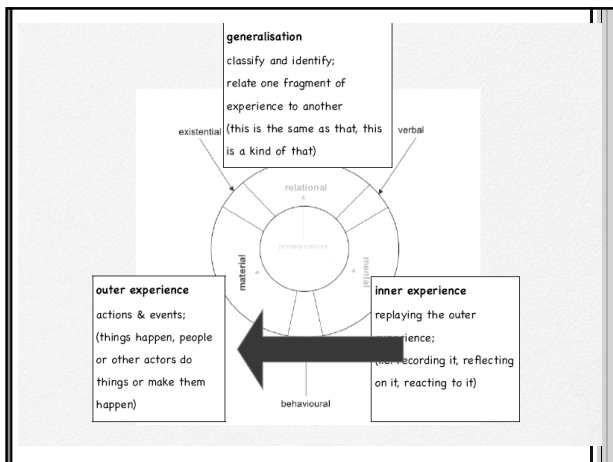 generalisation
classify and identify;
relate one fragment of
experience to another
(this is the same as that, this
is a kind of that)
existential
verbal
relational
primary colours
material
mental
outer experience
actions & events;
(things happen, people
or other actors do
things or make them
happen)
inner experience
replaying the outer
recording it, reflecting
on it, reacting to it)
behavioural